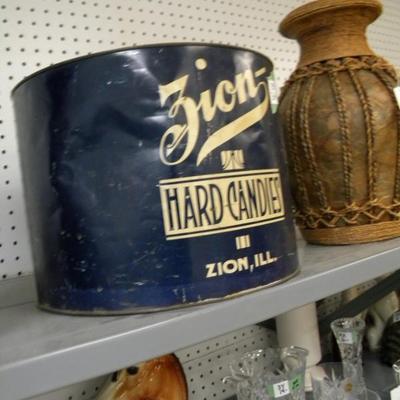 Zion
HARD-CANDIES
ZION, ILL.